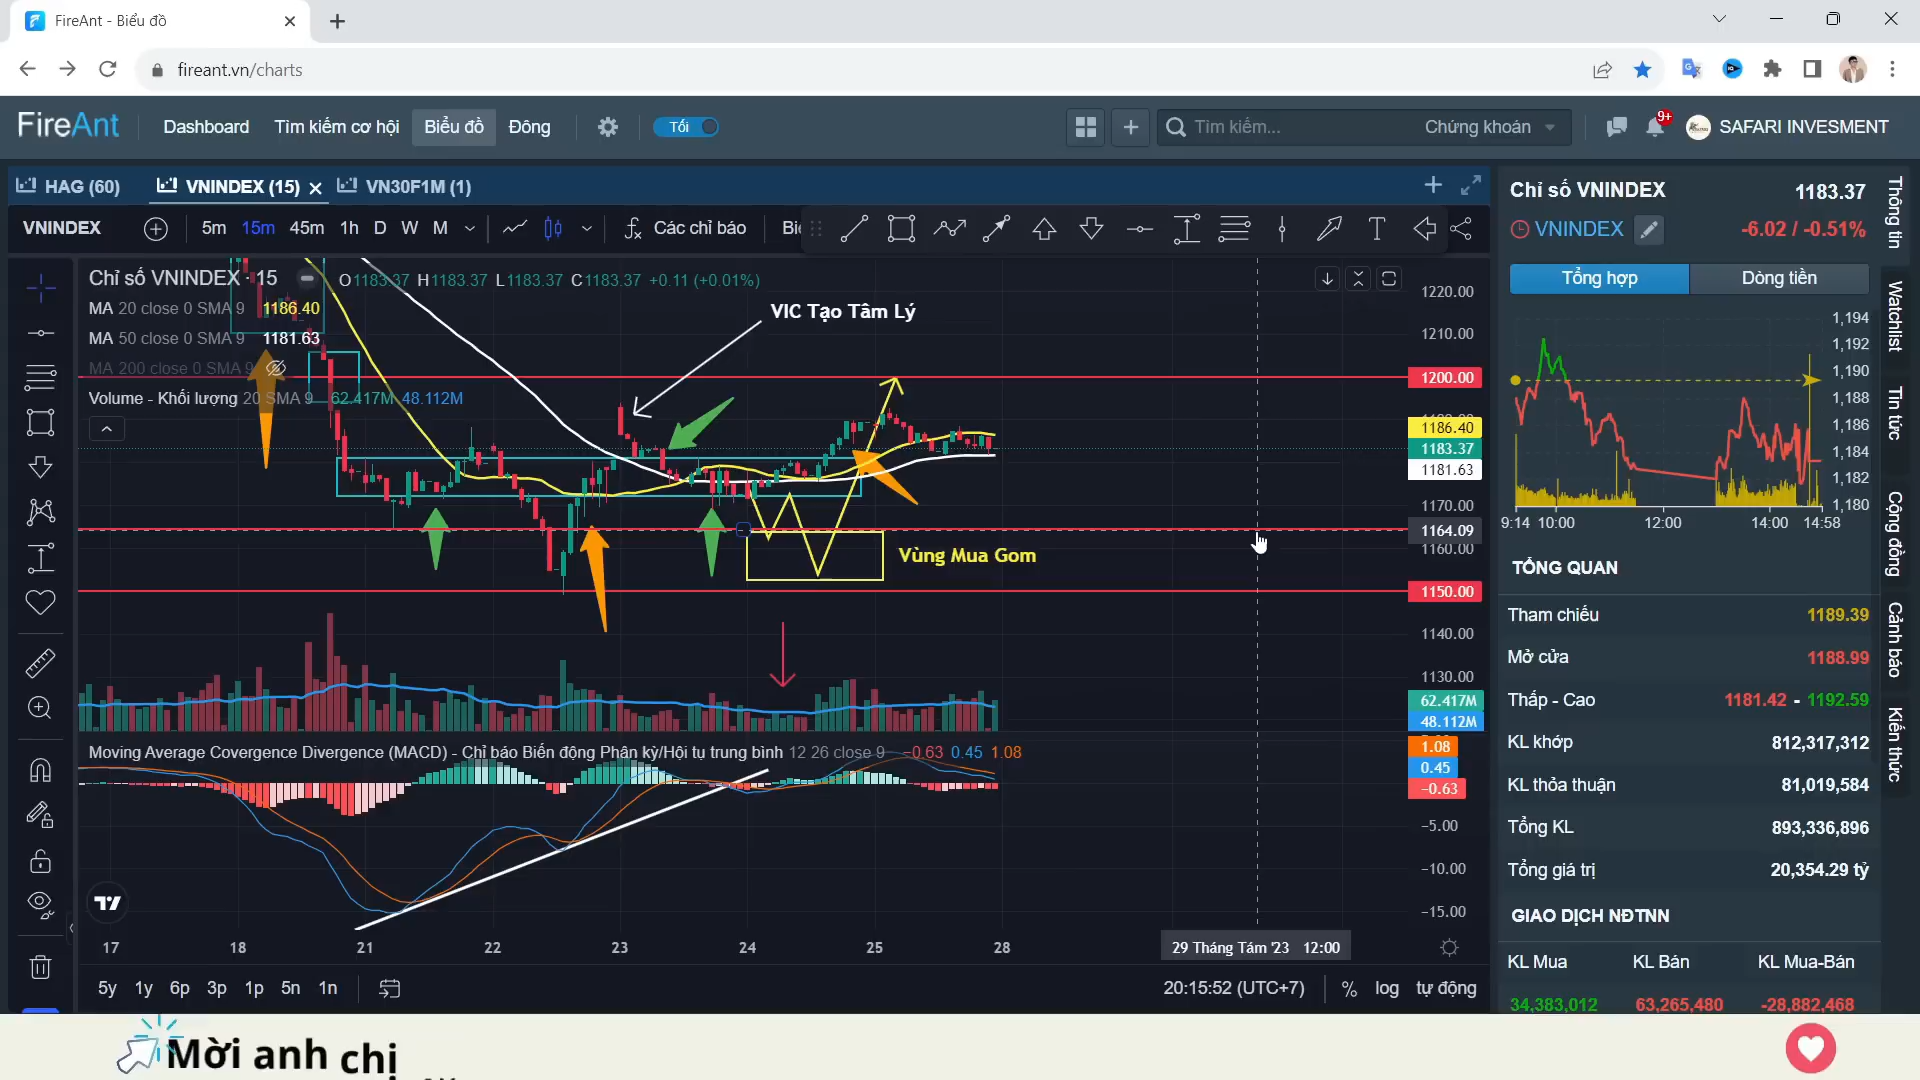 FireAnt - Biểu đồ
fireant.vn/charts
FireAnt
Dashboard
Tìm kiếm cơ hội
Biểu đồ
Đông
Tối
Tìm kiếm...
Chứng khoán
9+
SAFARI INVESMENT
HAG (60)
VNINDEX (15)
VN30F1M (1)
VNINDEX
5m 15m 45m 1h D W M
Các chỉ báo
Chỉ số VNINDEX · 15
O1183.37 H1183.37 L1183.37 C1183.37 +0.11 (+0.01%)
MA 20 close 0 SMA 9 1186.40
MA 50 close 0 SMA 9 1181.63
MA 200 close 0 SMA 9
Volume - Khối lượng 20 SMA 9 62.417M 48.112M
VIC Tạo Tâm Lý
Vùng Mua Gom
1220.00
1210.00
1200.00
1186.40
1183.37
1181.63
1170.00
1164.09
1160.00
1150.00
1140.00
1130.00
62.417M
48.112M
Moving Average Covergence Divergence (MACD) - Chỉ báo Biến động Phân kỳ/Hội tụ trung bình 12 26 close 9 −0.63 0.45 1.08
1.08
0.45
−0.63
−5.00
−10.00
−15.00
17 18 21 22 23 24 25 28
29 Tháng Tám '23 12:00
5y 1y 6p 3p 1p 5n 1n
20:15:52 (UTC+7)
% log tự động
Chỉ số VNINDEX
1183.37
VNINDEX
-6.02 / -0.51%
Tổng hợp
Dòng tiền
1,194
1,192
1,190
1,188
1,186
1,184
1,182
1,180
9:14 10:00 12:00 14:00 14:58
TỔNG QUAN
Tham chiếu 1189.39
Mở cửa 1188.99
Thấp - Cao 1181.42 - 1192.59
KL khớp 812,317,312
KL thỏa thuận 81,019,584
Tổng KL 893,336,896
Tổng giá trị 20,354.29 tỷ
GIAO DỊCH NĐTNN
KL Mua KL Bán KL Mua-Bán
34,383,012 63,265,480 -28,882,468
Thông tin
Watchlist
Tin tức
Cộng đồng
Cảnh báo
Kiến thức
Mời anh chị